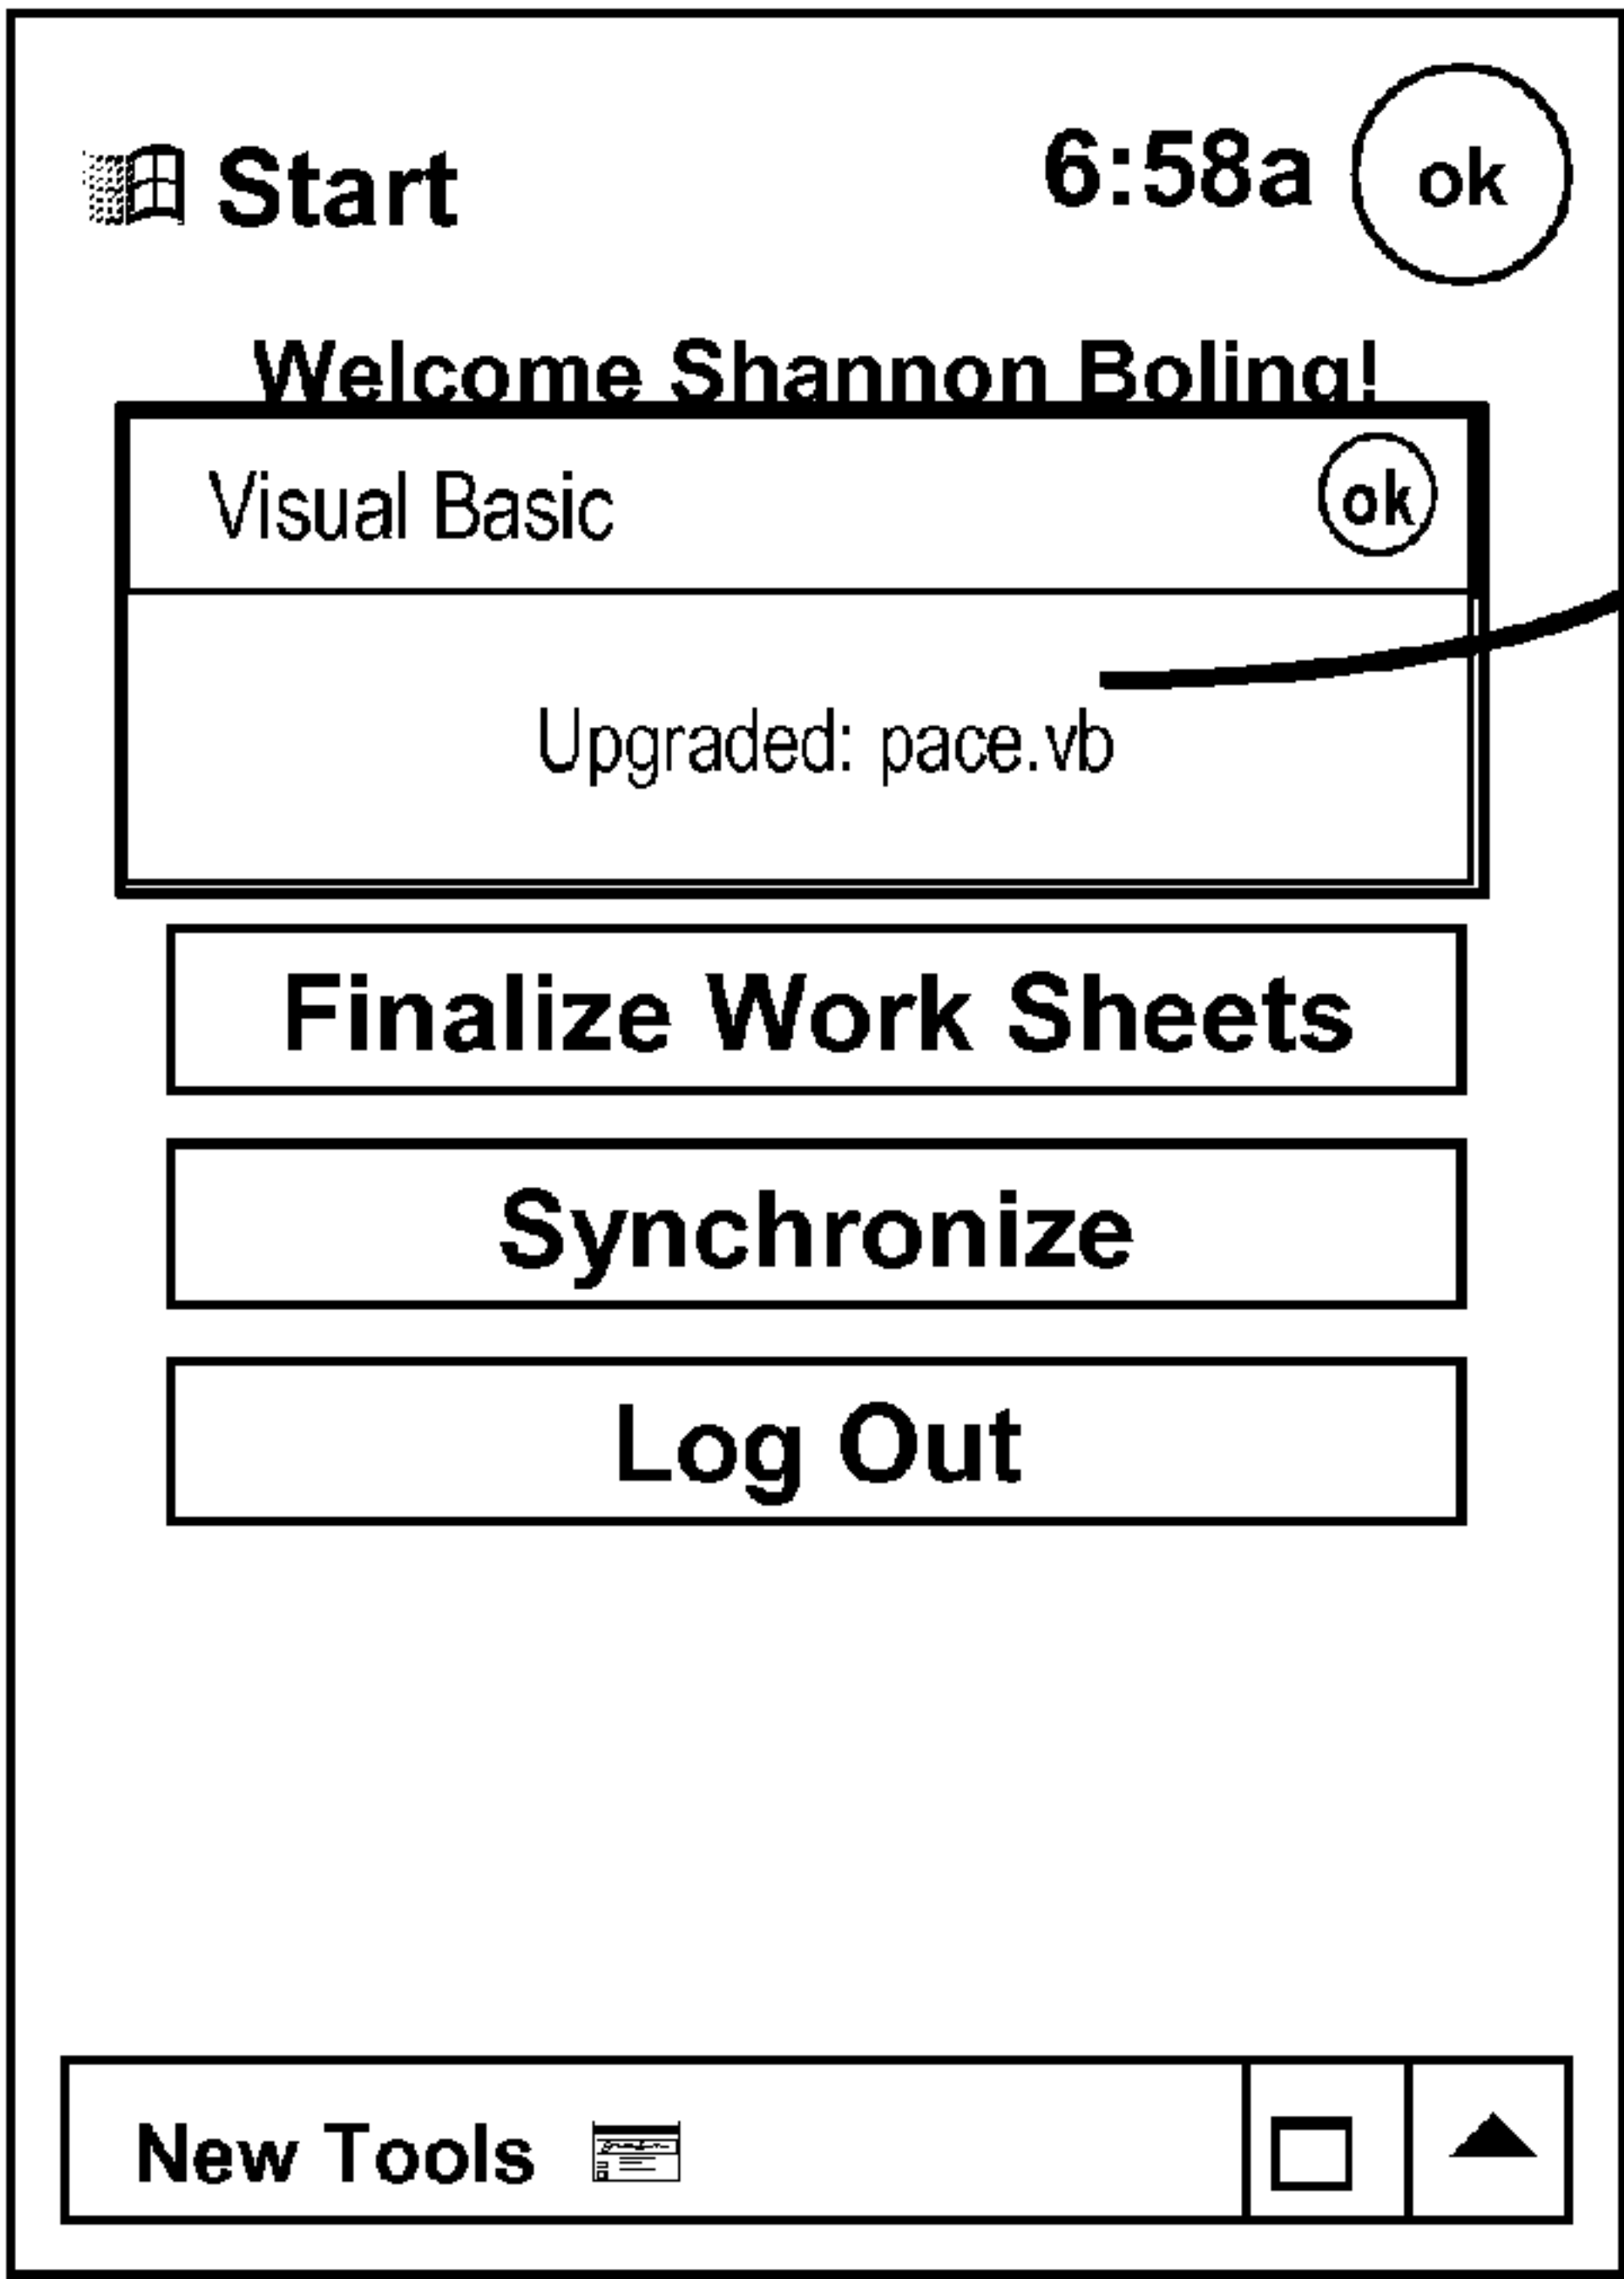 Start 6:58a ok
Welcome Shannon Boling!
Visual Basic ok
Upgraded: pace.vb
Finalize Work Sheets
Synchronize
Log Out
New Tools